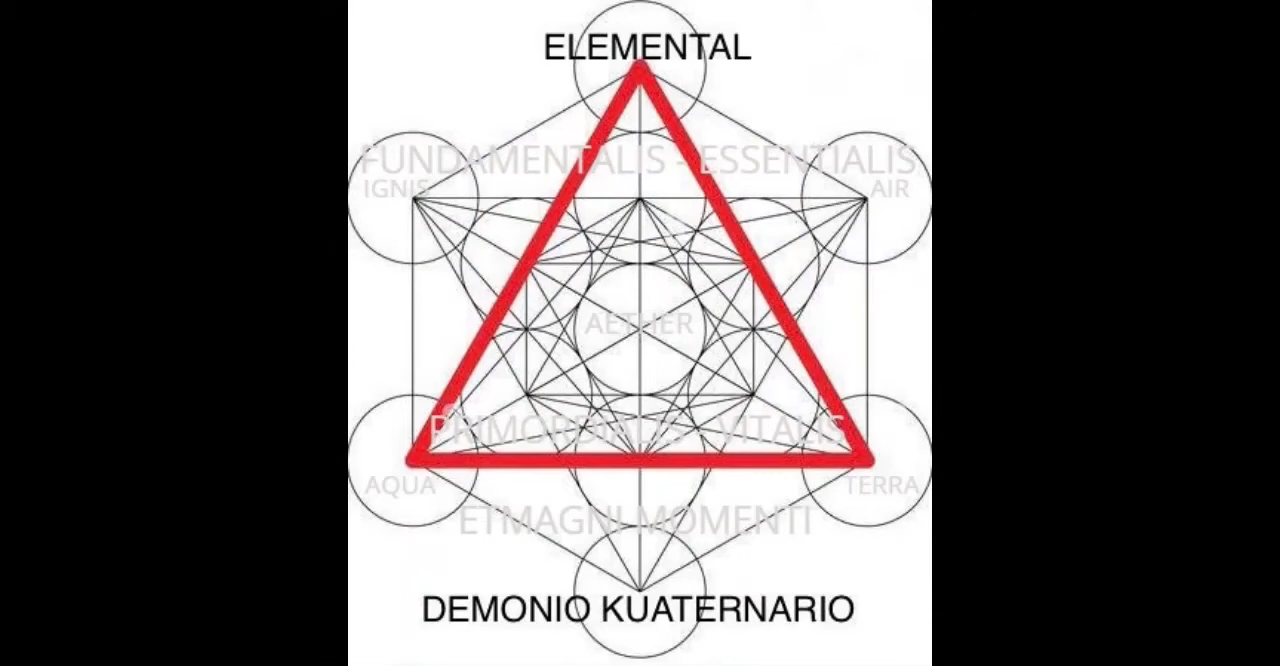 ELEMENTAL
FUNDAMENTALIS - ESSENTIALIS
IGNIS AIR
AETHER
PRIMORDIALIS - VITALIS
AQUA TERRA
ETMAGNI MOMENTI
DEMONIO KUATERNARIO